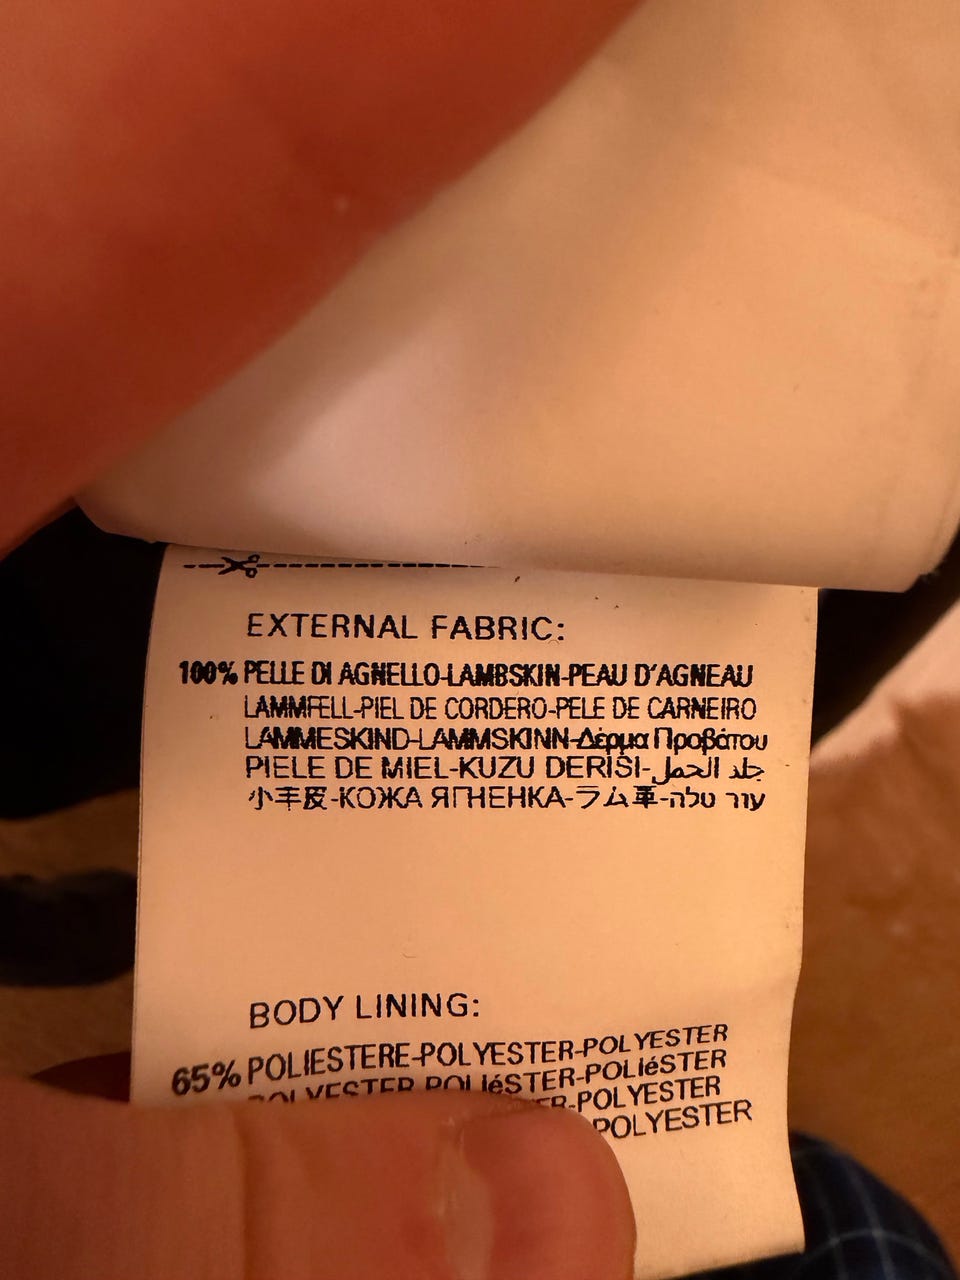 EXTERNAL FABRIC:
100% PELLE DI AGNELLO-LAMBSKIN-PEAU D'AGNEAU
LAMMFELL-PIEL DE CORDERO-PELE DE CARNEIRO
LAMMESKIND-LAMMSKINN-Δέρμα Προβάτου
PIELE DE MIEL-KUZU DERISI-جلد الحمل
小羊皮-КОЖА ЯГНЕНКА-ラム革-עור טלה
BODY LINING:
65% POLIESTERE-POLYESTER-POLYESTER
POLYESTER POLIéSTER-POLIéSTER
-POLYESTER
POLYESTER